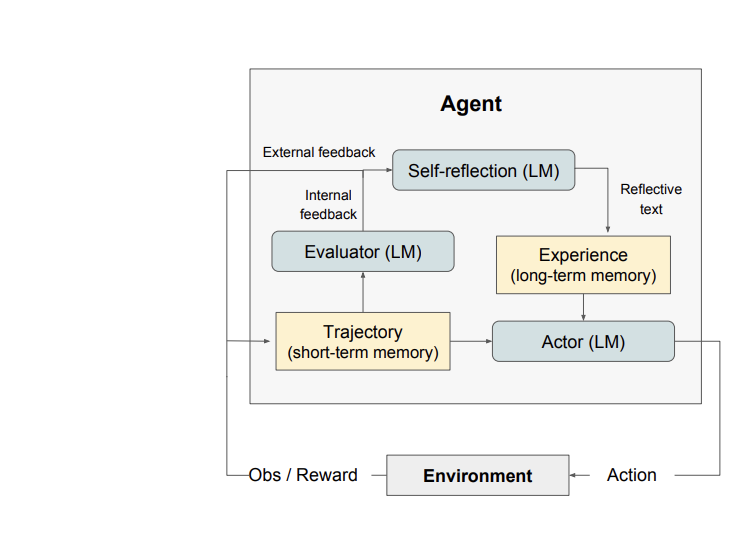 Agent
External feedback
Self-reflection (LM)
Internal
feedback
Reflective
text
Evaluator (LM)
Experience
(long-term memory)
Trajectory
(short-term memory)
Actor (LM)
Obs / Reward
Environment
Action